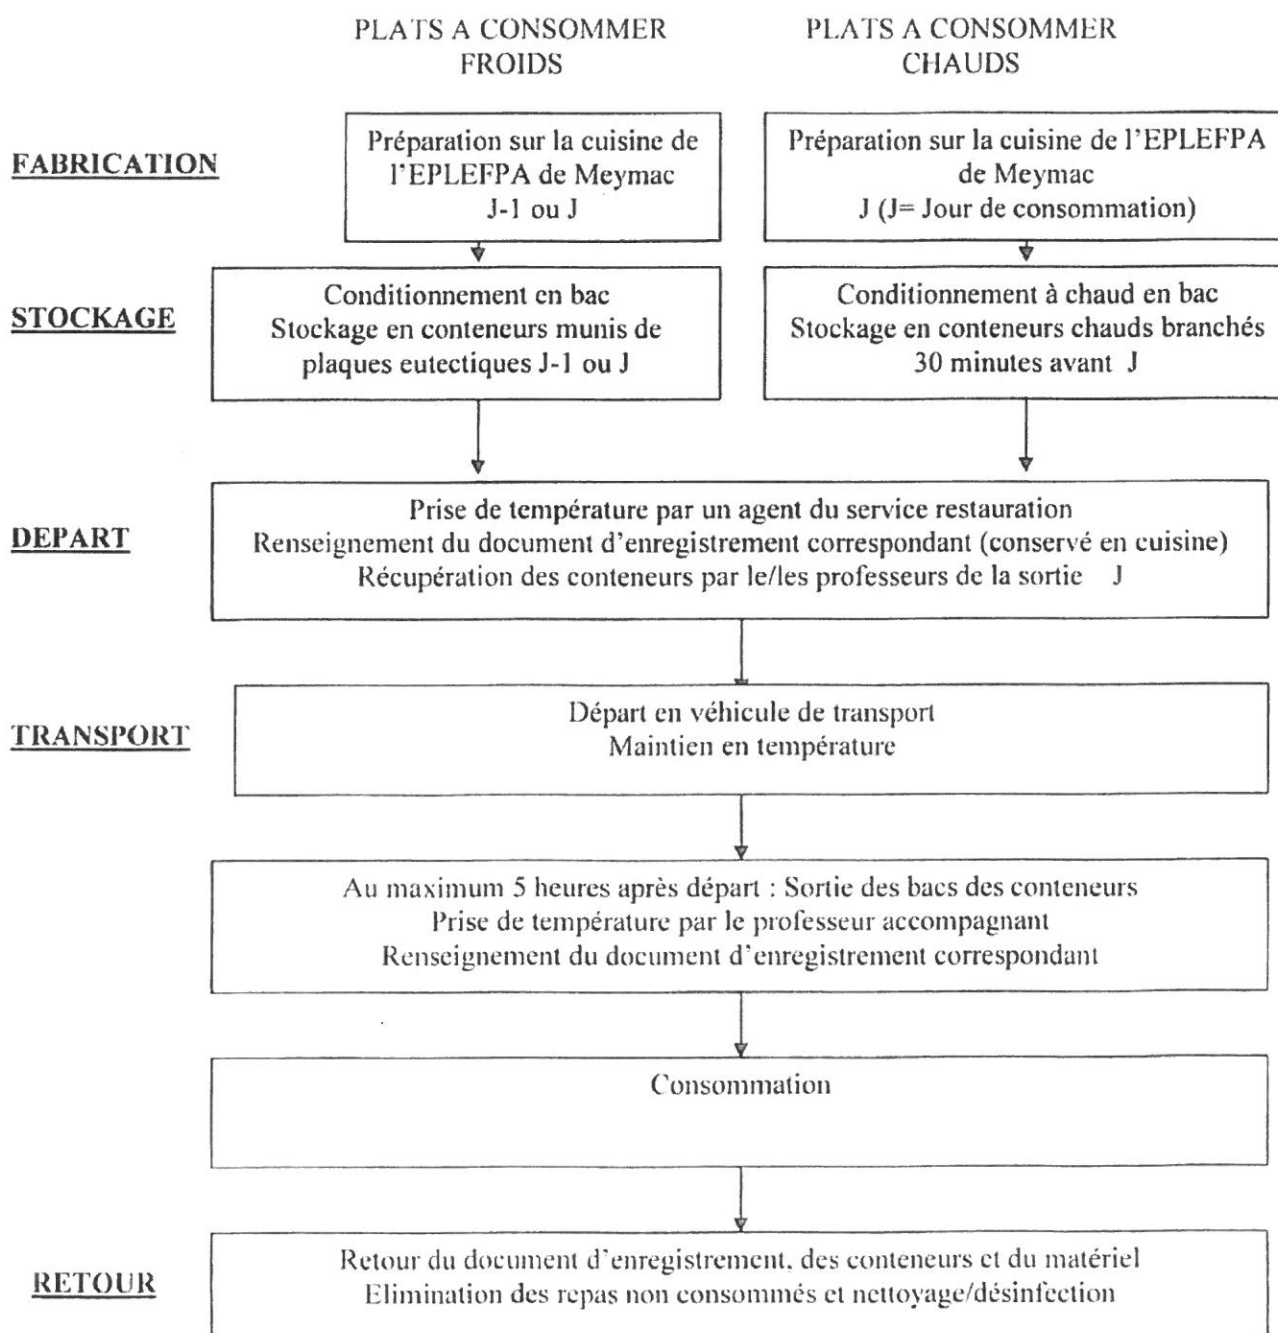 PLATS A CONSOMMER
FROIDS
PLATS A CONSOMMER
CHAUDS
FABRICATION
Préparation sur la cuisine de
l'EPLEFPA de Meymac
J-1 ou J
Préparation sur la cuisine de l'EPLEFPA
de Meymac
J (J= Jour de consommation)
STOCKAGE
Conditionnement en bac
Stockage en conteneurs munis de
plaques eutectiques J-1 ou J
Conditionnement à chaud en bac
Stockage en conteneurs chauds branchés
30 minutes avant J
DEPART
Prise de température par un agent du service restauration
Renseignement du document d'enregistrement correspondant (conservé en cuisine)
Récupération des conteneurs par le/les professeurs de la sortie J
TRANSPORT
Départ en véhicule de transport
Maintien en température
Au maximum 5 heures après départ : Sortie des bacs des conteneurs
Prise de température par le professeur accompagnant
Renseignement du document d'enregistrement correspondant
Consommation
RETOUR
Retour du document d'enregistrement, des conteneurs et du matériel
Elimination des repas non consommés et nettoyage/désinfection